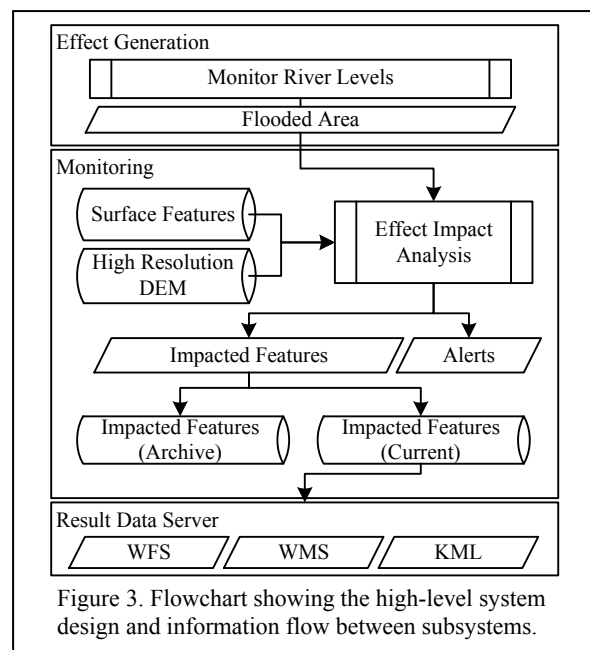 Effect Generation
Monitor River Levels
Flooded Area
Monitoring
Surface Features
High Resolution
DEM
Effect Impact
Analysis
Impacted Features
Alerts
Impacted Features
(Archive)
Impacted Features
(Current)
Result Data Server
WFS
WMS
KML
Figure 3. Flowchart showing the high-level system
design and information flow between subsystems.